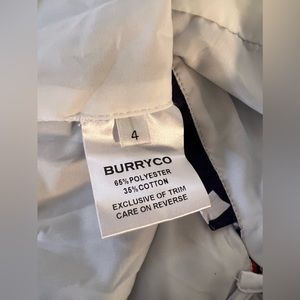 4
BURRYCO
65% POLYESTER
35% COTTON
EXCLUSIVE OF TRIM
CARE ON REVERSE